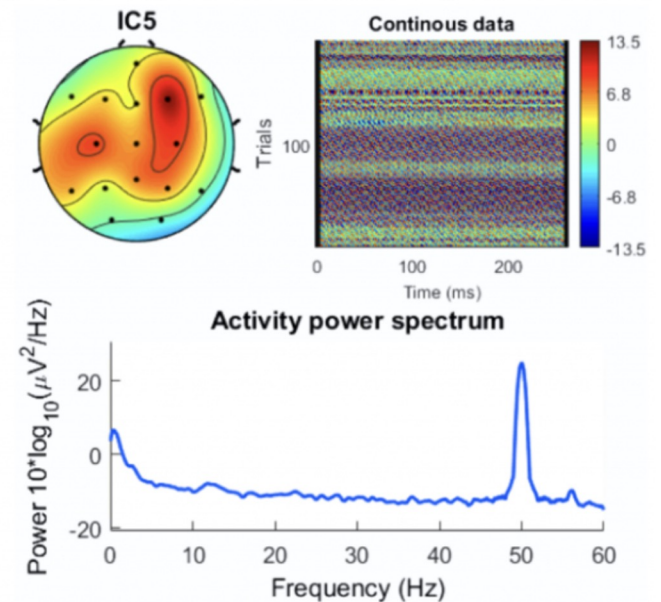 IC5
Continous data
Trials
100
0
100
200
Time (ms)
13.5
6.8
0
-6.8
-13.5
Activity power spectrum
Power 10*log10(μV2/Hz)
20
0
-20
0
10
20
30
40
50
60
Frequency (Hz)